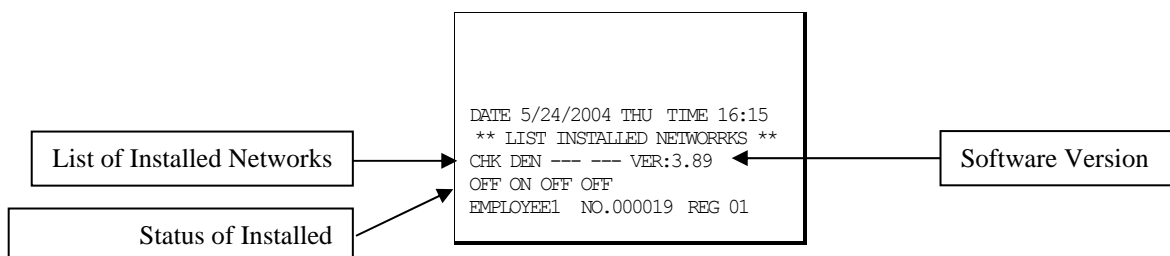 DATE 5/24/2004 THU TIME 16:15
** LIST INSTALLED NETWORRKS **
List of Installed Networks
CHK DEN --- --- VER:3.89
Software Version
OFF ON OFF OFF
EMPLOYEE1 NO.000019 REG 01
Status of Installed